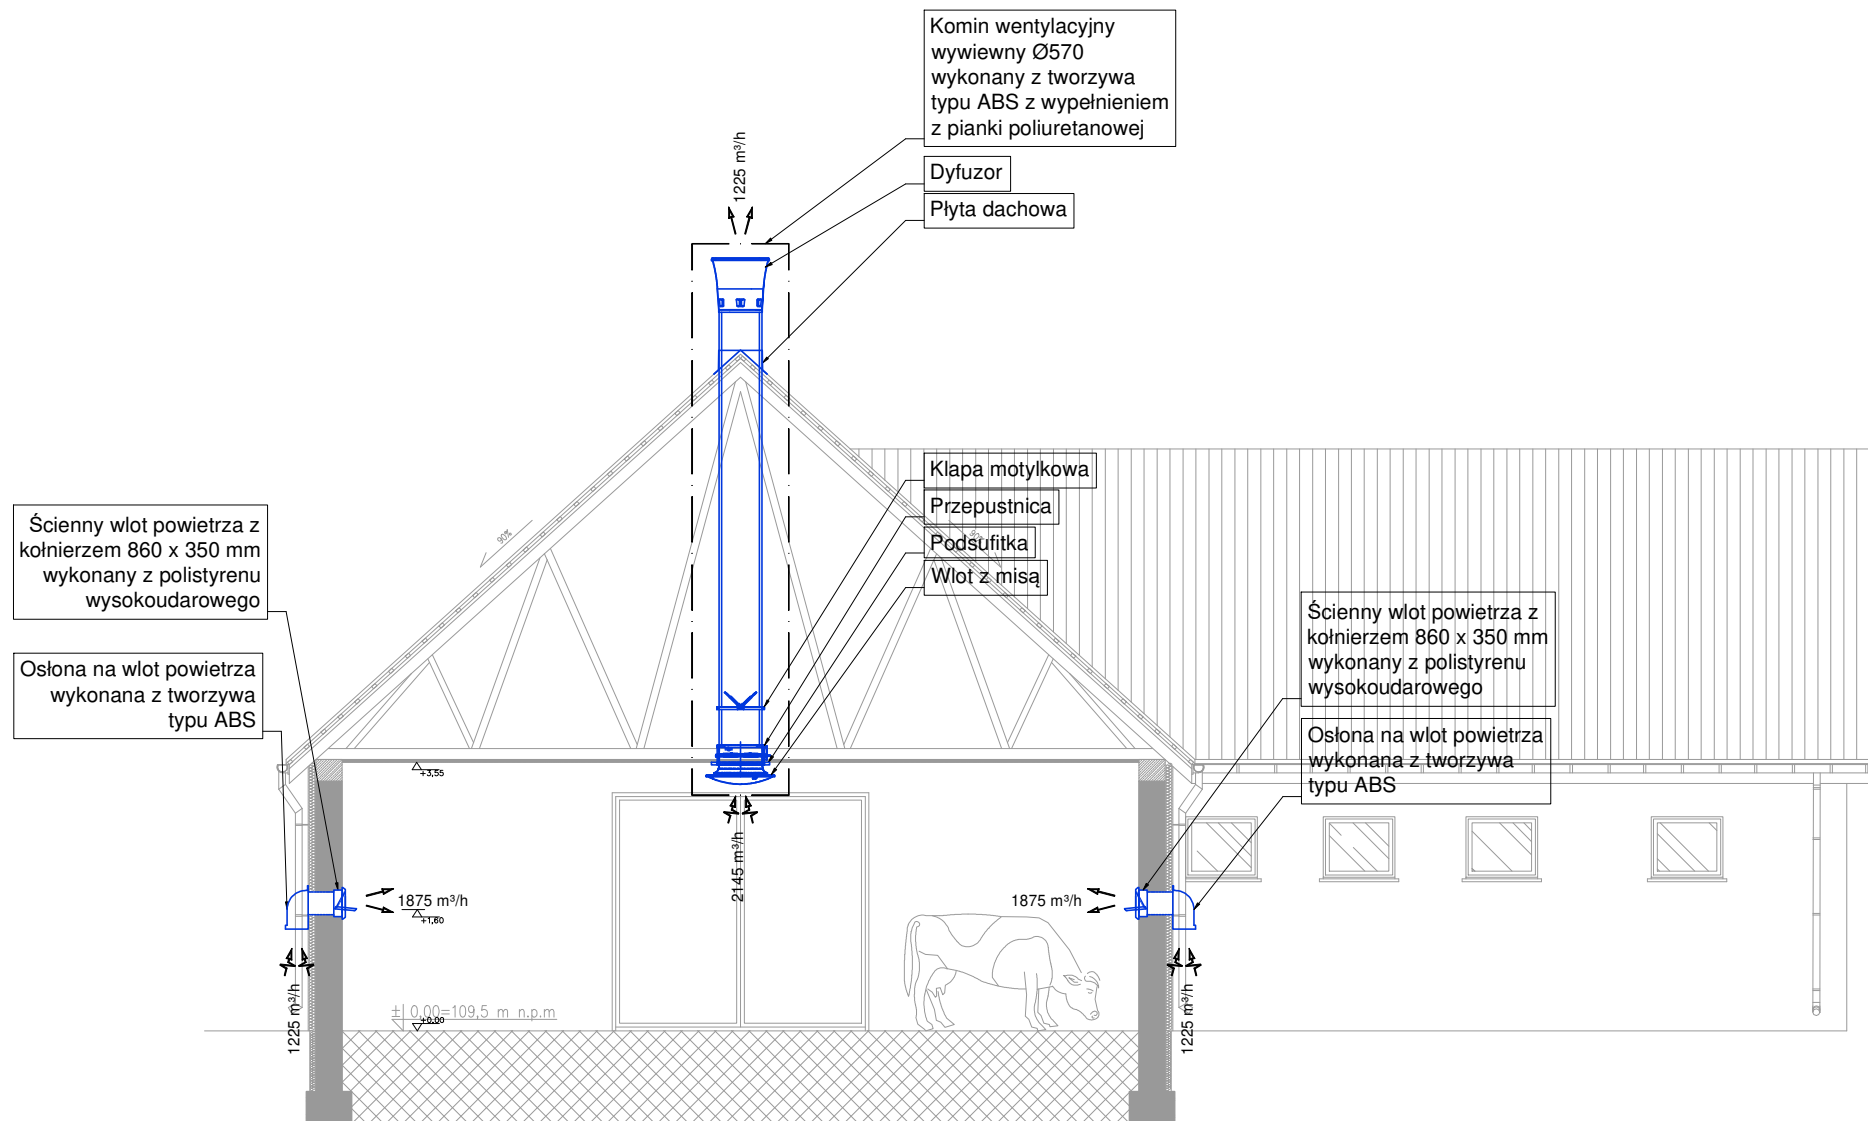 Komin wentylacyjny
wywiewny Ø570
wykonany z tworzywa
typu ABS z wypełnieniem
z pianki poliuretanowej
1225 m³/h
Dyfuzor
Płyta dachowa
Klapa motylkowa
Przepustnica
Podsufitka
Wlot z misą
90%
90%
Ścienny wlot powietrza z
kołnierzem 860 x 350 mm
wykonany z polistyrenu
wysokoudarowego
Osłona na wlot powietrza
wykonana z tworzywa
typu ABS
Ścienny wlot powietrza z
kołnierzem 860 x 350 mm
wykonany z polistyrenu
wysokoudarowego
Osłona na wlot powietrza
wykonana z tworzywa
typu ABS
+3,55
2145 m³/h
1875 m³/h
+1,60
1875 m³/h
1225 m³/h
±| 0,00=109,5 m n.p.m
+0,00
1225 m³/h